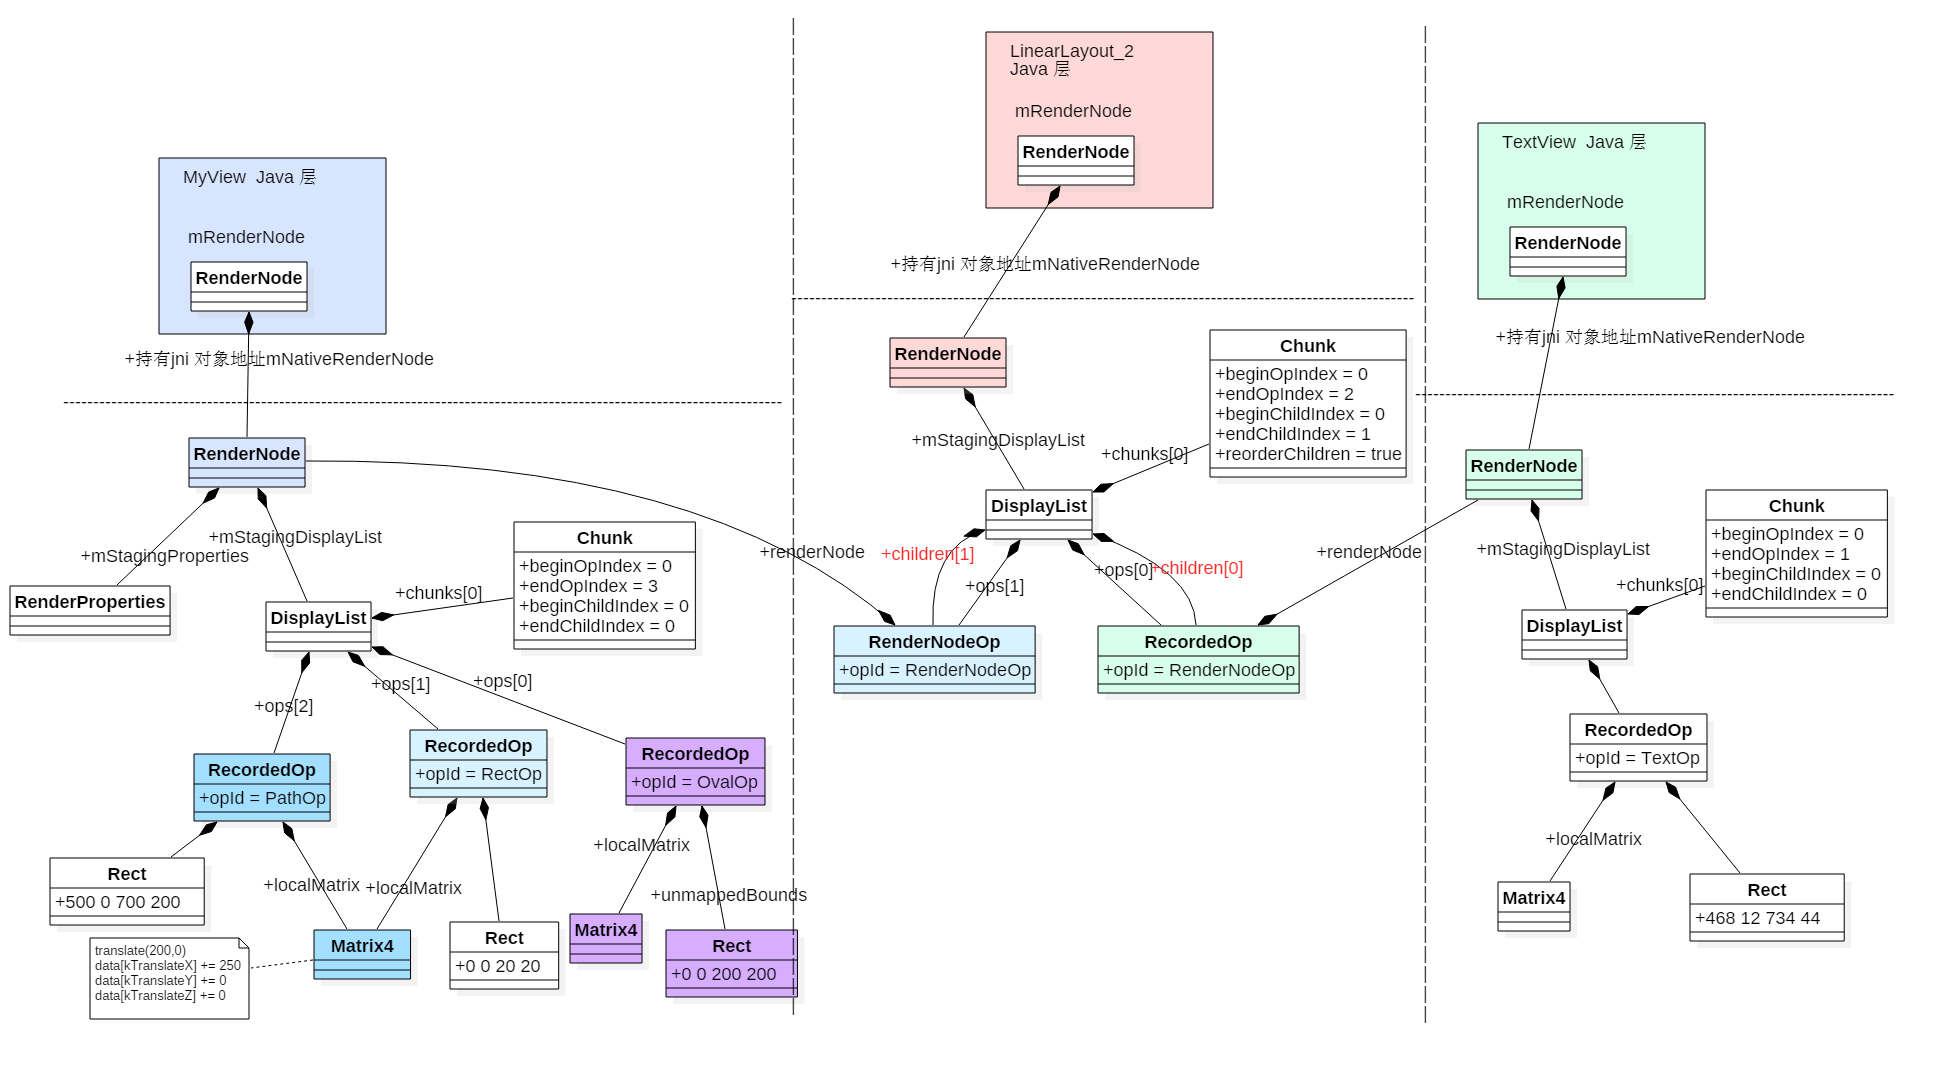 MyView  Java 层
mRenderNode
RenderNode
+持有jni 对象地址mNativeRenderNode
RenderNode
+mStagingProperties
+mStagingDisplayList
RenderProperties
DisplayList
+chunks[0]
Chunk
+beginOpIndex = 0
+endOpIndex = 3
+beginChildIndex = 0
+endChildIndex = 0
+ops[2]
+ops[1]
+ops[0]
RecordedOp
+opId = PathOp
RecordedOp
+opId = RectOp
RecordedOp
+opId = OvalOp
+localMatrix
+localMatrix
+localMatrix
+unmappedBounds
Rect
+500 0 700 200
Matrix4
translate(200,0)
data[kTranslateX] += 250
data[kTranslateY] += 0
data[kTranslateZ] += 0
Rect
+0 0 20 20
Matrix4
Rect
+0 0 200 200
LinearLayout_2
Java 层
mRenderNode
RenderNode
+持有jni 对象地址mNativeRenderNode
RenderNode
+mStagingDisplayList
Chunk
+beginOpIndex = 0
+endOpIndex = 2
+beginChildIndex = 0
+endChildIndex = 1
+reorderChildren = true
+chunks[0]
DisplayList
+renderNode
+children[1]
+ops[1]
+ops[0]
+children[0]
+renderNode
RenderNodeOp
+opId = RenderNodeOp
RecordedOp
+opId = RenderNodeOp
TextView  Java 层
mRenderNode
RenderNode
+持有jni 对象地址mNativeRenderNode
RenderNode
+mStagingDisplayList
Chunk
+beginOpIndex = 0
+endOpIndex = 1
+beginChildIndex = 0
+endChildIndex = 0
+chunks[0]
DisplayList
RecordedOp
+opId = TextOp
+localMatrix
Matrix4
Rect
+468 12 734 44